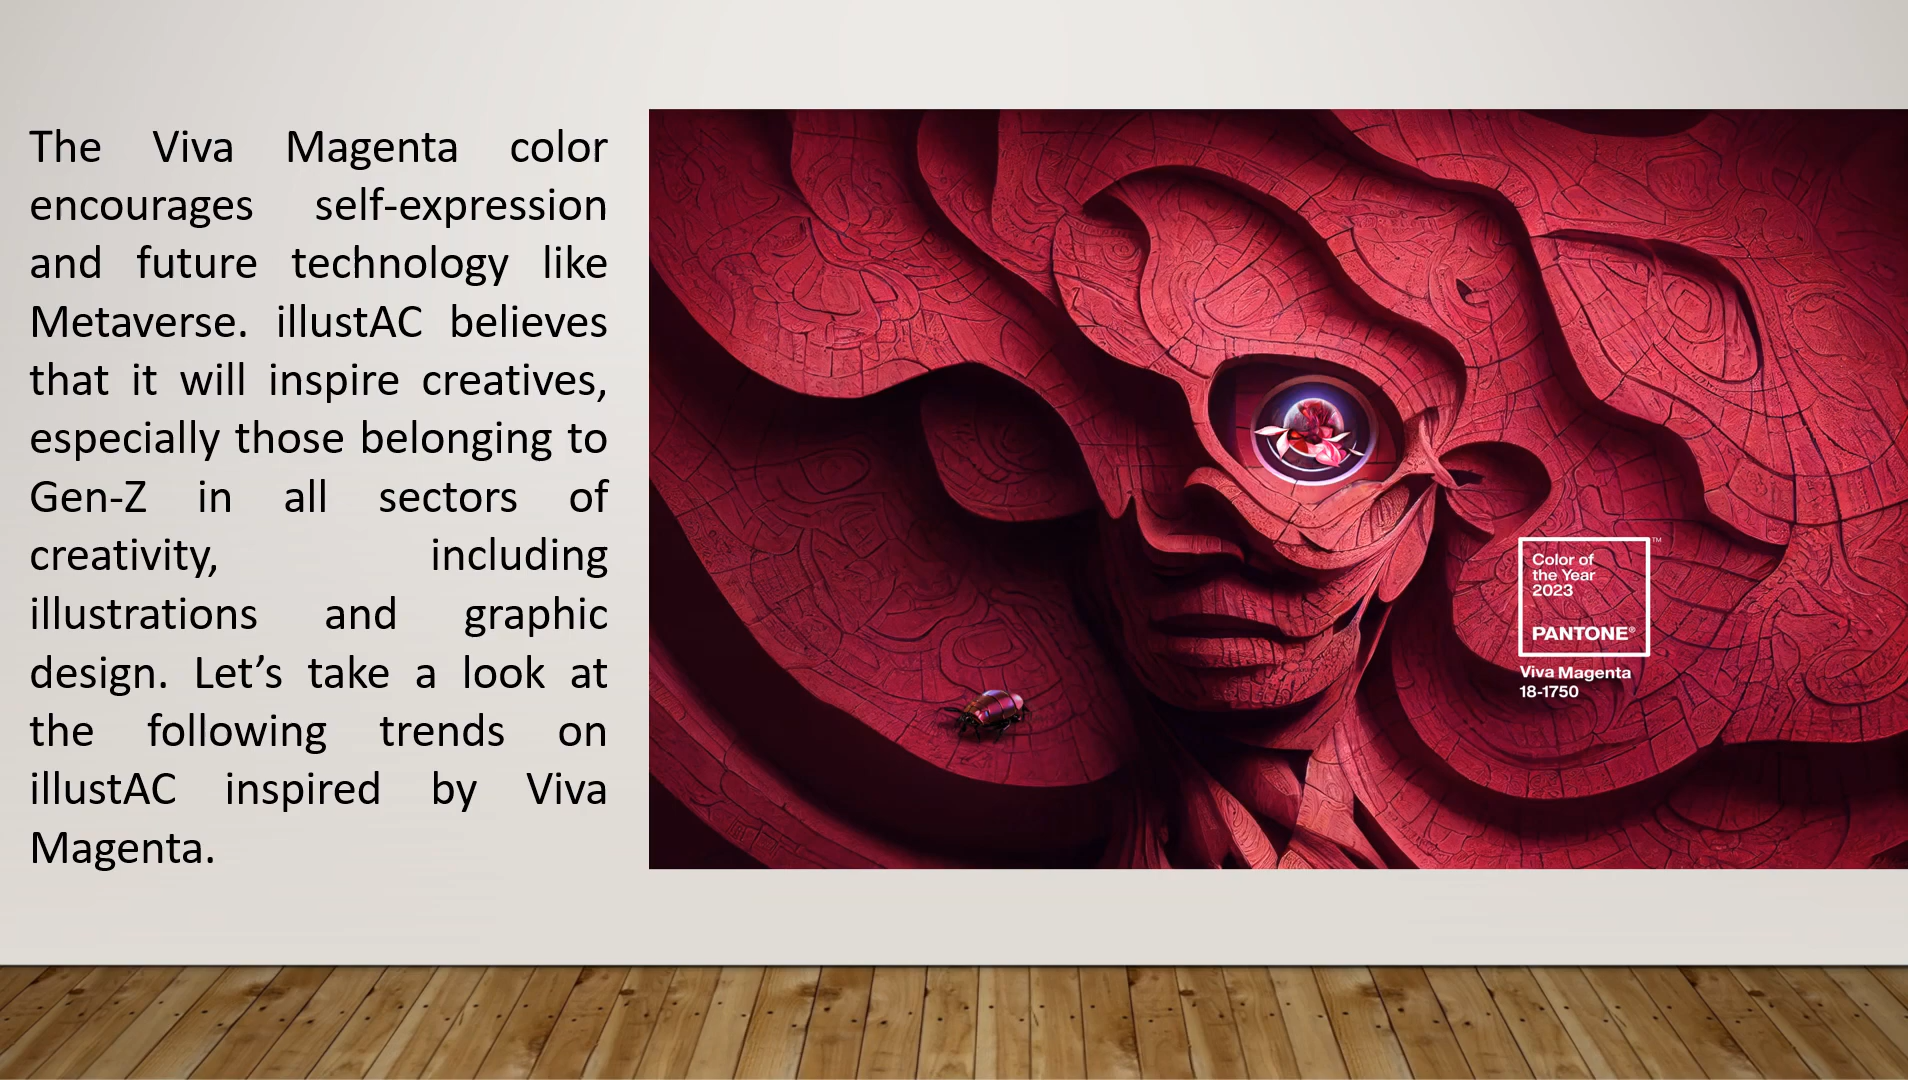 The Viva Magenta color
encourages self-expression
and future technology like
Metaverse. illustAC believes
that it will inspire creatives,
especially those belonging to
Gen-Z in all sectors of
creativity, including
illustrations and graphic
design. Let’s take a look at
the following trends on
illustAC inspired by Viva
Magenta.
Color of
the Year
2023
PANTONE®
™
Viva Magenta
18-1750